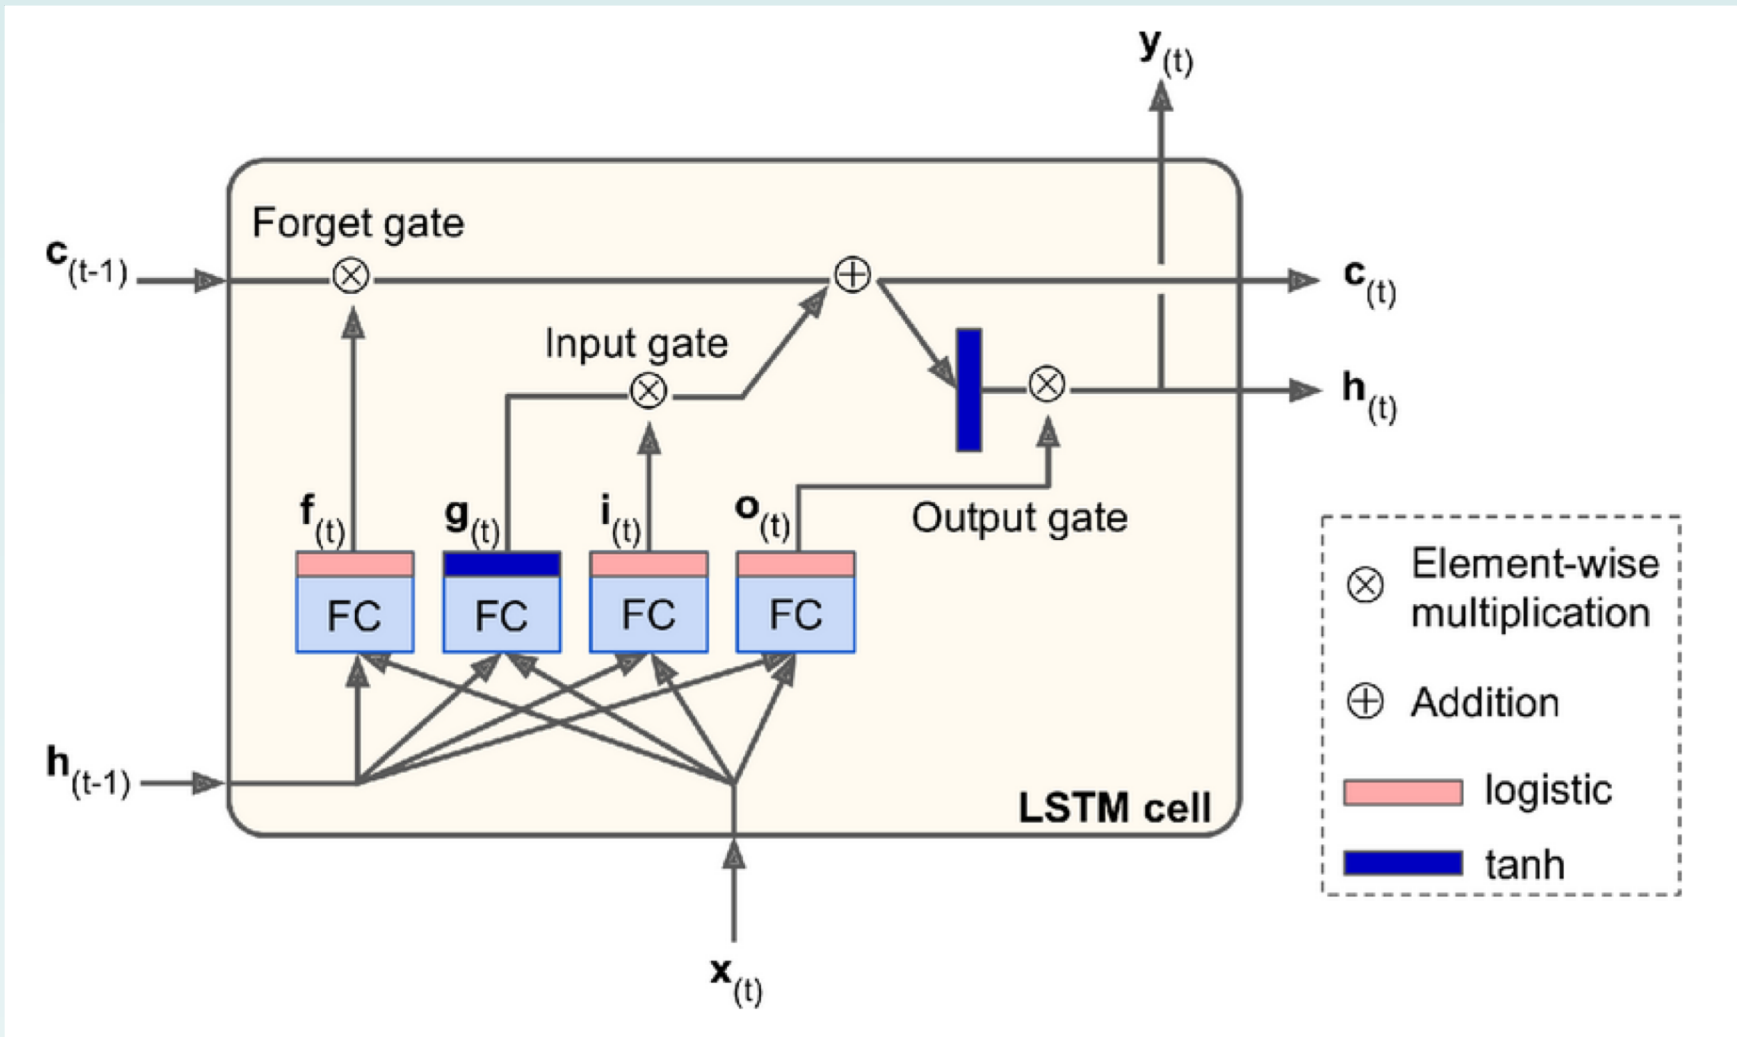 y(t)
Forget gate
c(t-1)
c(t)
Input gate
h(t)
f(t)
g(t)
i(t)
o(t)
Output gate
FC
FC
FC
FC
h(t-1)
LSTM cell
x(t)
Element-wise
multiplication
Addition
logistic
tanh